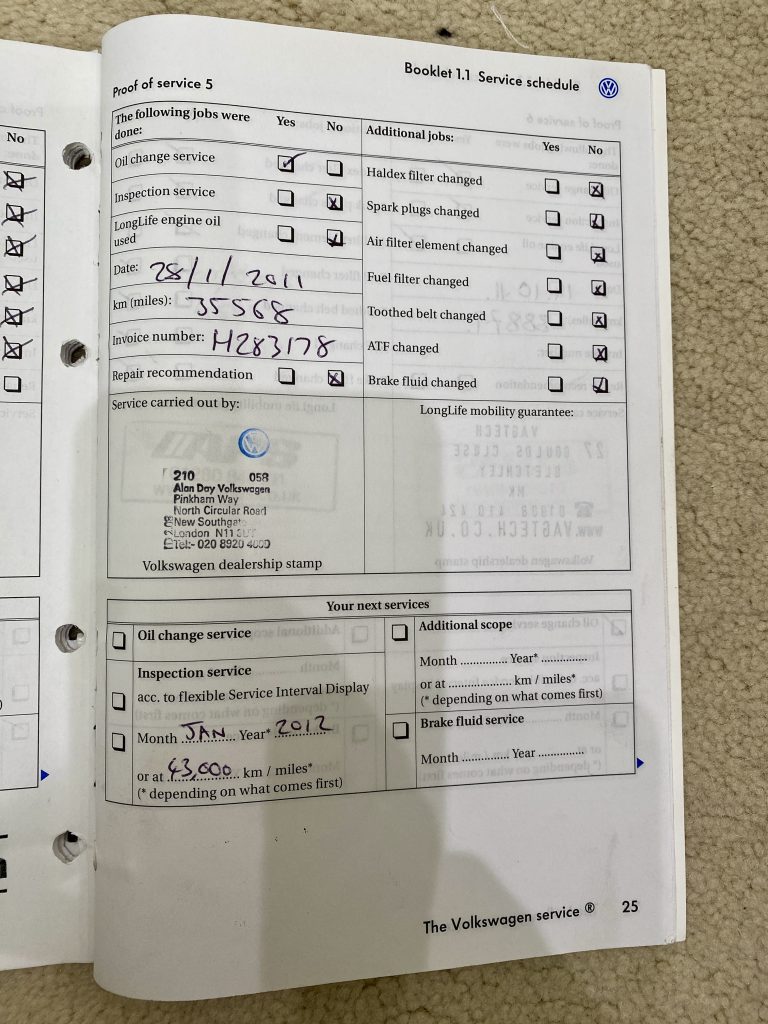 Booklet 1.1 Service schedule
Proof of service 5
The following jobs were done: Yes No
Oil change service
Inspection service
LongLife engine oil used
Date: 28/1/2011
km (miles): 35568
Invoice number: H283178
Repair recommendation
Additional jobs: Yes No
Haldex filter changed
Spark plugs changed
Air filter element changed
Fuel filter changed
Toothed belt changed
ATF changed
Brake fluid changed
Service carried out by:
210 058
Alan Day Volkswagen
Pinkham Way
North Circular Road
New Southgate
London N11
Tel:- 020 8920
Volkswagen dealership stamp
LongLife mobility guarantee:
Your next services
Oil change service
Inspection service
acc. to flexible Service Interval Display
Month JAN Year* 2012
or at 43,000 km / miles*
(* depending on what comes first)
Additional scope
Month .............. Year* ..............
or at ................... km / miles*
(* depending on what comes first)
Brake fluid service
Month .............. Year ..............
The Volkswagen service ® 25
No